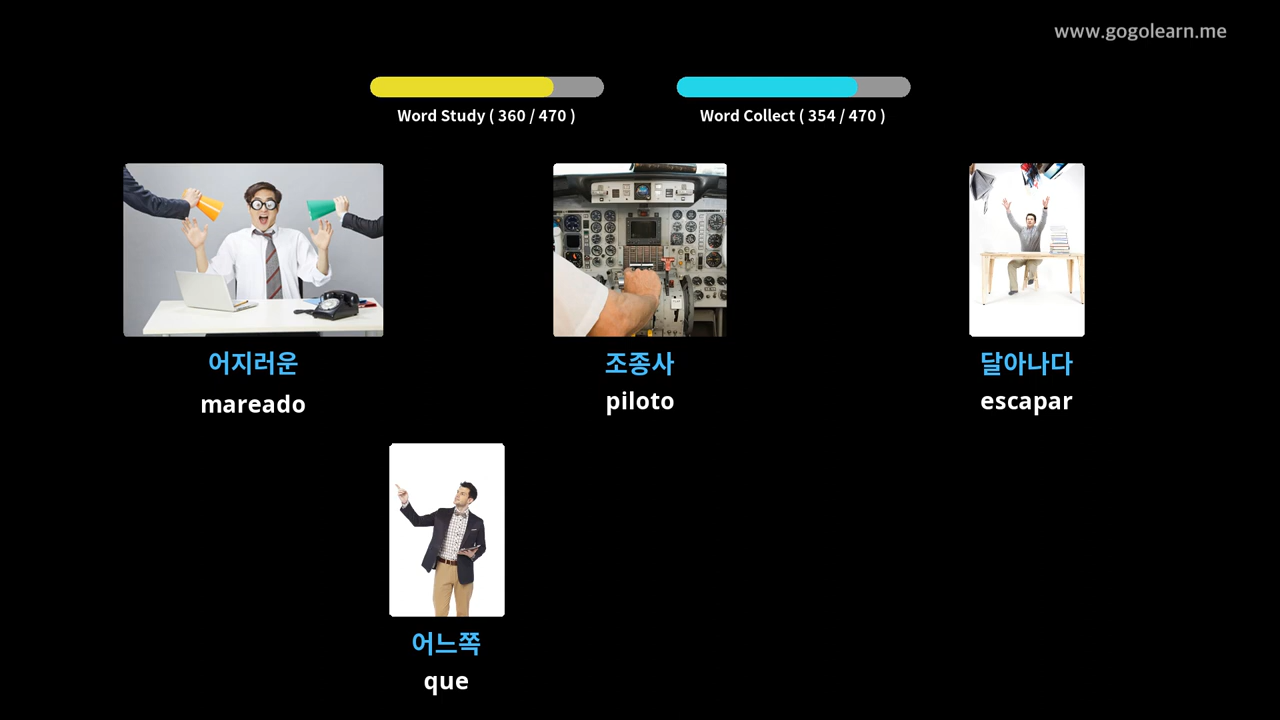 www.gogolearn.me
Word Study ( 360 / 470 )
Word Collect ( 354 / 470 )
어지러운
mareado
조종사
piloto
달아나다
escapar
어느쪽
que